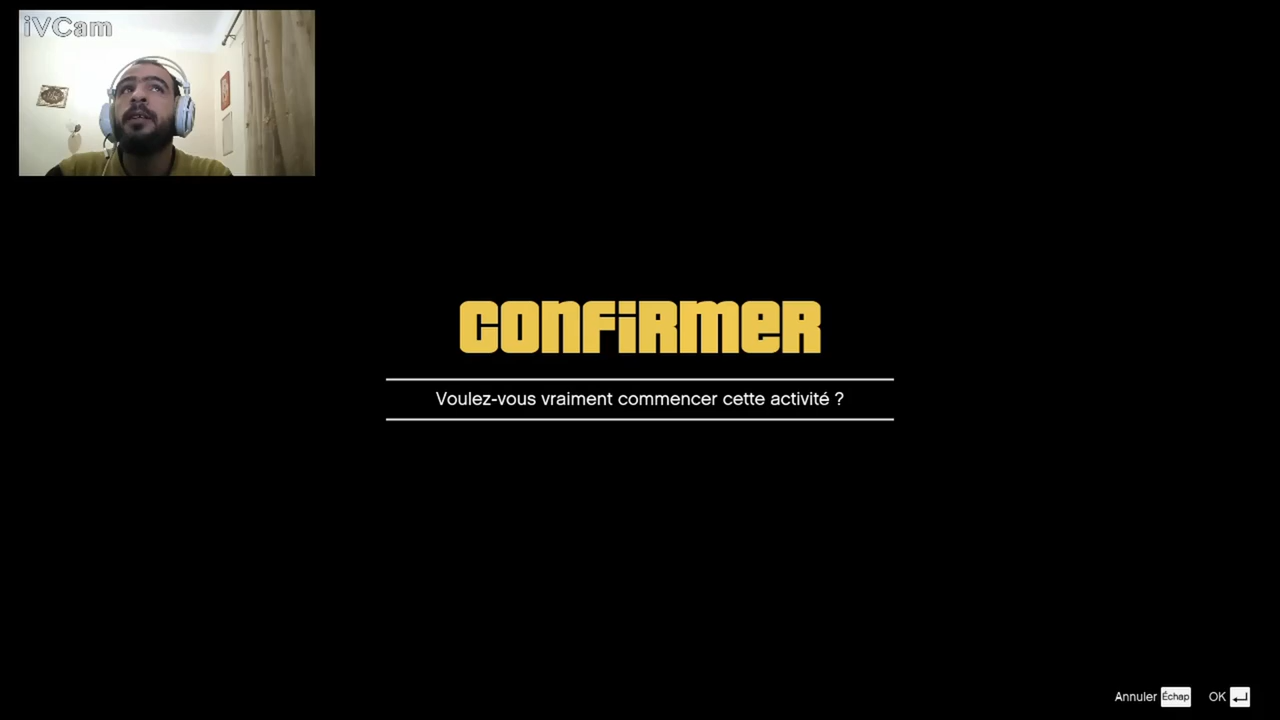 iVCam
CONFIRMER
Voulez-vous vraiment commencer cette activité ?
Annuler Échap OK